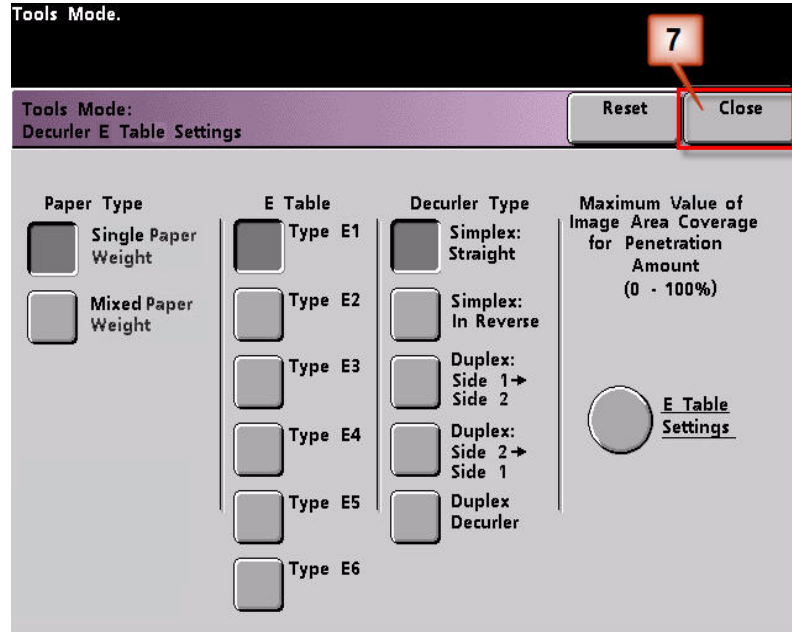 Tools Mode.
7
Tools Mode:
Decurler E Table Settings
Reset
Close
Paper Type
Single Paper
Weight
Mixed Paper
Weight
E Table
Type E1
Type E2
Type E3
Type E4
Type E5
Type E6
Decurler Type
Simplex:
Straight
Simplex:
In Reverse
Duplex:
Side 1→
Side 2
Duplex:
Side 2→
Side 1
Duplex
Decurler
Maximum Value of
Image Area Coverage
for Penetration
Amount
(0 - 100%)
E Table
Settings